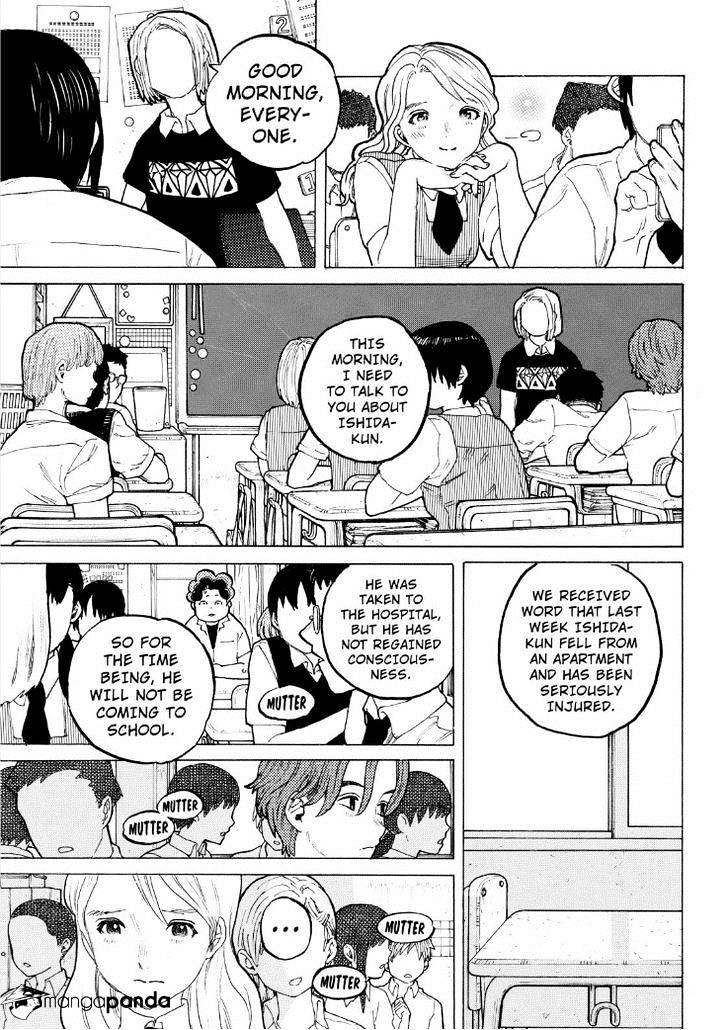 2
GOOD
MORNING,
EVERY-
ONE.
THIS
MORNING,
I NEED
TO TALK
TO YOU
ABOUT
ISHIDA-
KUN.
WE RECEIVED
WORD THAT LAST
WEEK ISHIDA-
KUN FELL FROM
AN APARTMENT
AND HAS BEEN
SERIOUSLY
INJURED.
HE WAS
TAKEN TO
THE HOSPITAL,
BUT HE HAS
NOT REGAINED
CONSCIOUS-
NESS.
MUTTER
SO FOR
THE TIME
BEING, HE
WILL NOT BE
COMING TO
SCHOOL.
MUTTER
MUTTER
MUTTER
...
MUTTER
mangapanda